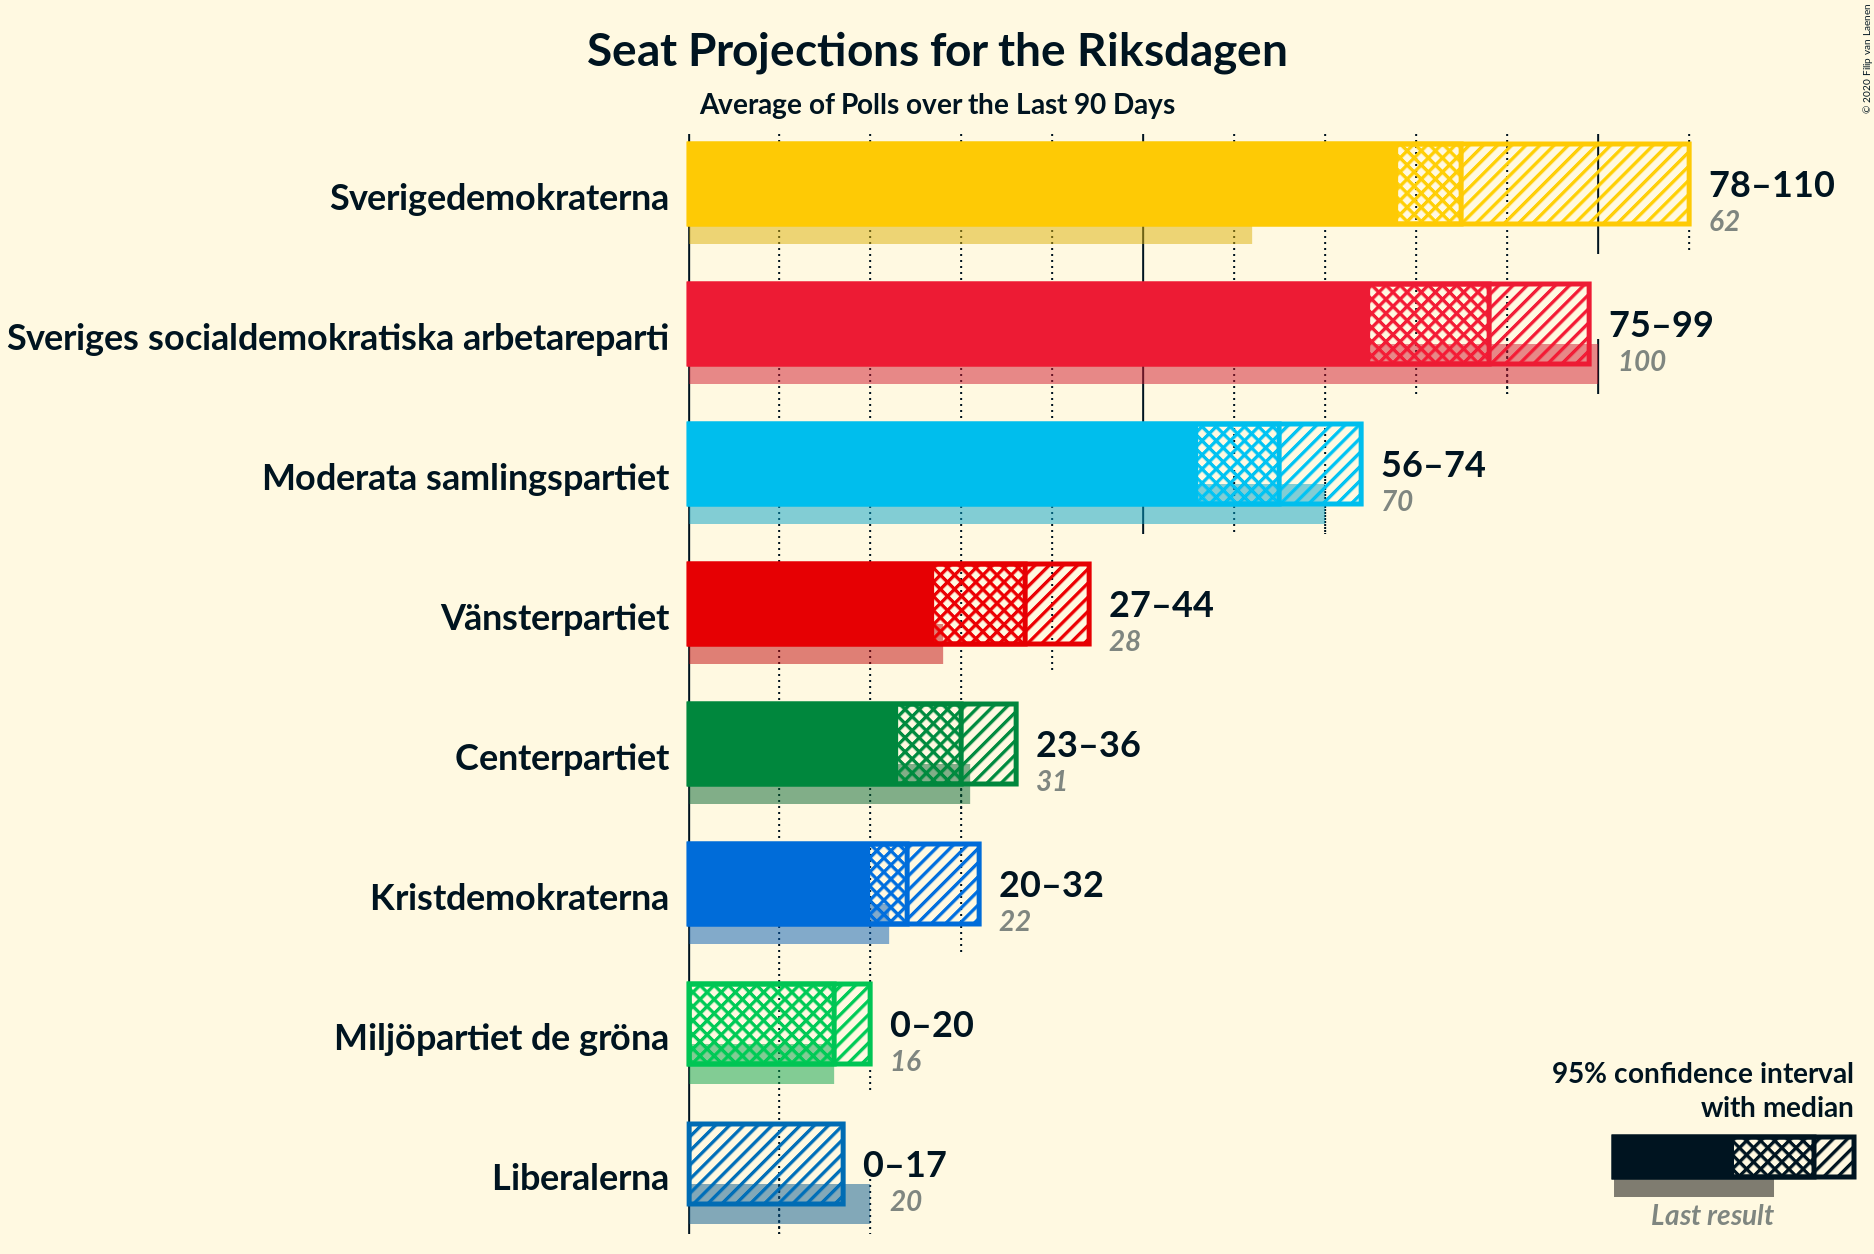 Seat Projections for the Riksdagen
Average of Polls over the Last 90 Days
© 2020 Filip van Laenen
Sverigedemokraterna
78–110
62
Sveriges socialdemokratiska arbetareparti
75–99
100
Moderata samlingspartiet
56–74
70
Vänsterpartiet
27–44
28
Centerpartiet
23–36
31
Kristdemokraterna
20–32
22
Miljöpartiet de gröna
0–20
16
Liberalerna
0–17
20
95% confidence interval
with median
Last result